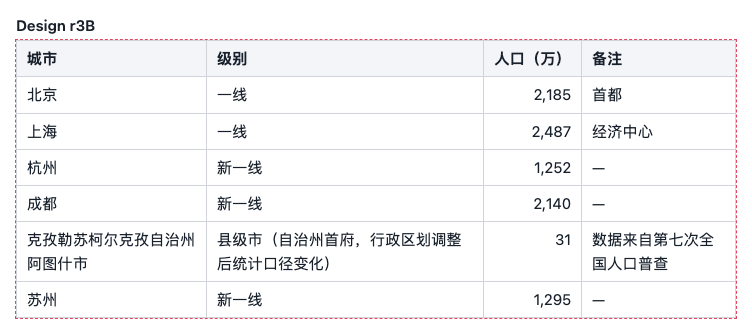 Design r3B
城市 级别 人口（万） 备注
北京 一线 2,185 首都
上海 一线 2,487 经济中心
杭州 新一线 1,252 —
成都 新一线 2,140 —
克孜勒苏柯尔克孜自治州 县级市（自治州首府，行政区划调整 31 数据来自第七次全
阿图什市 后统计口径变化） 国人口普查
苏州 新一线 1,295 —